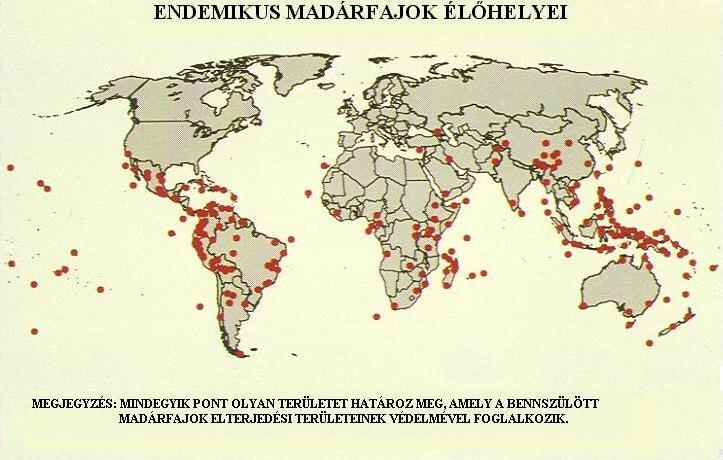 ENDEMIKUS MADÁRFAJOK ÉLŐHELYEI
MEGJEGYZÉS: MINDEGYIK PONT OLYAN TERÜLETET HATÁROZ MEG, AMELY A BENNSZÜLÖTT
MADÁRFAJOK ELTERJEDÉSI TERÜLETEINEK VÉDELMÉVEL FOGLALKOZIK.